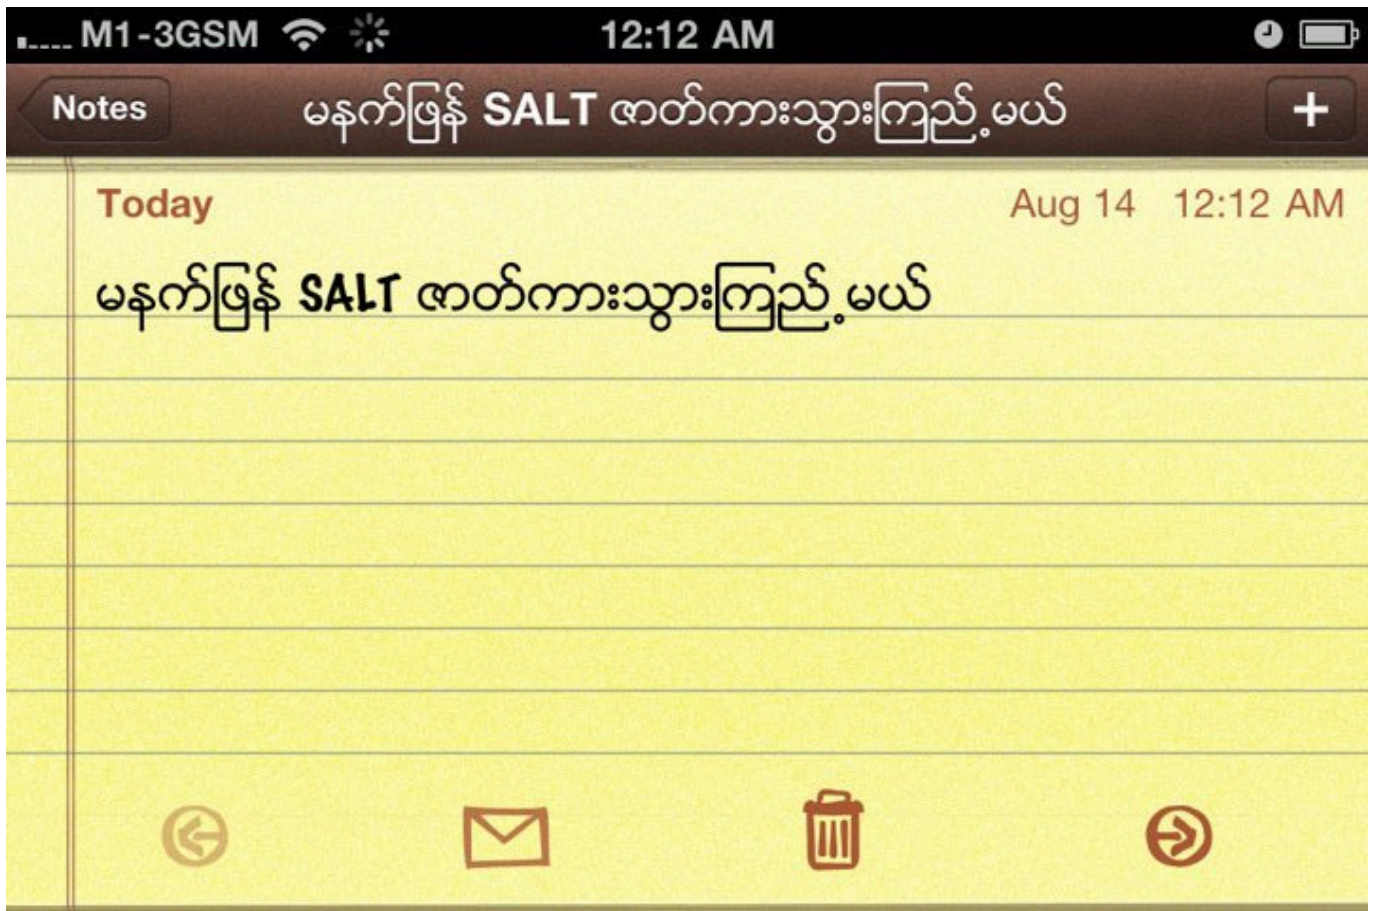 M1-3GSM 12:12 AM
Notes မနက်ဖြန် SALT ဇာတ်ကားသွားကြည့်မယ် +
Today Aug 14 12:12 AM
မနက်ဖြန် SALT ဇာတ်ကားသွားကြည့်မယ်